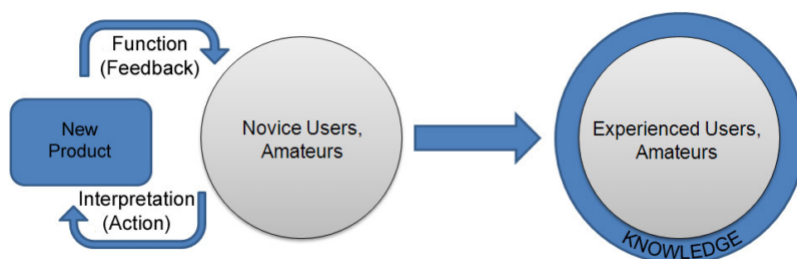 Function
(Feedback)
New
Product
Interpretation
(Action)
Novice Users,
Amateurs
Experienced Users,
Amateurs
KNOWLEDGE